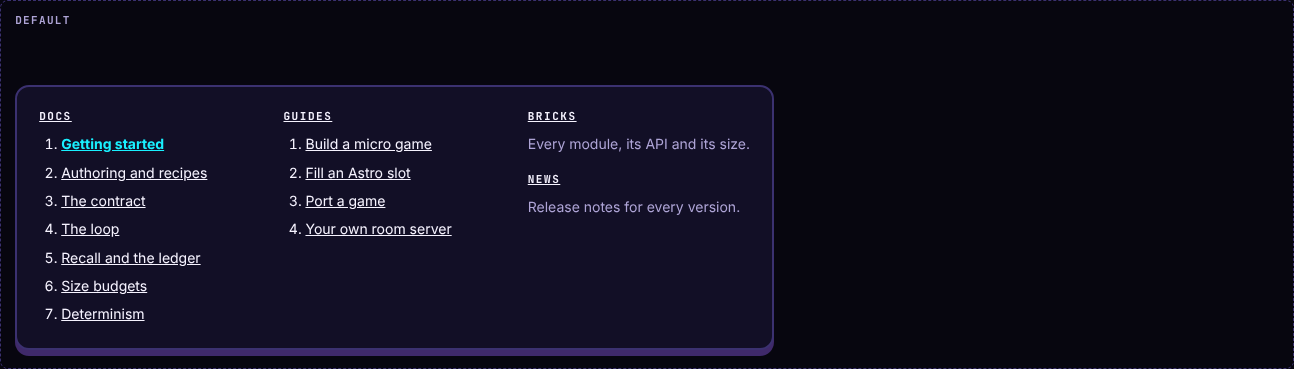 DEFAULT
DOCS
1. Getting started
2. Authoring and recipes
3. The contract
4. The loop
5. Recall and the ledger
6. Size budgets
7. Determinism
GUIDES
1. Build a micro game
2. Fill an Astro slot
3. Port a game
4. Your own room server
BRICKS
Every module, its API and its size.
NEWS
Release notes for every version.